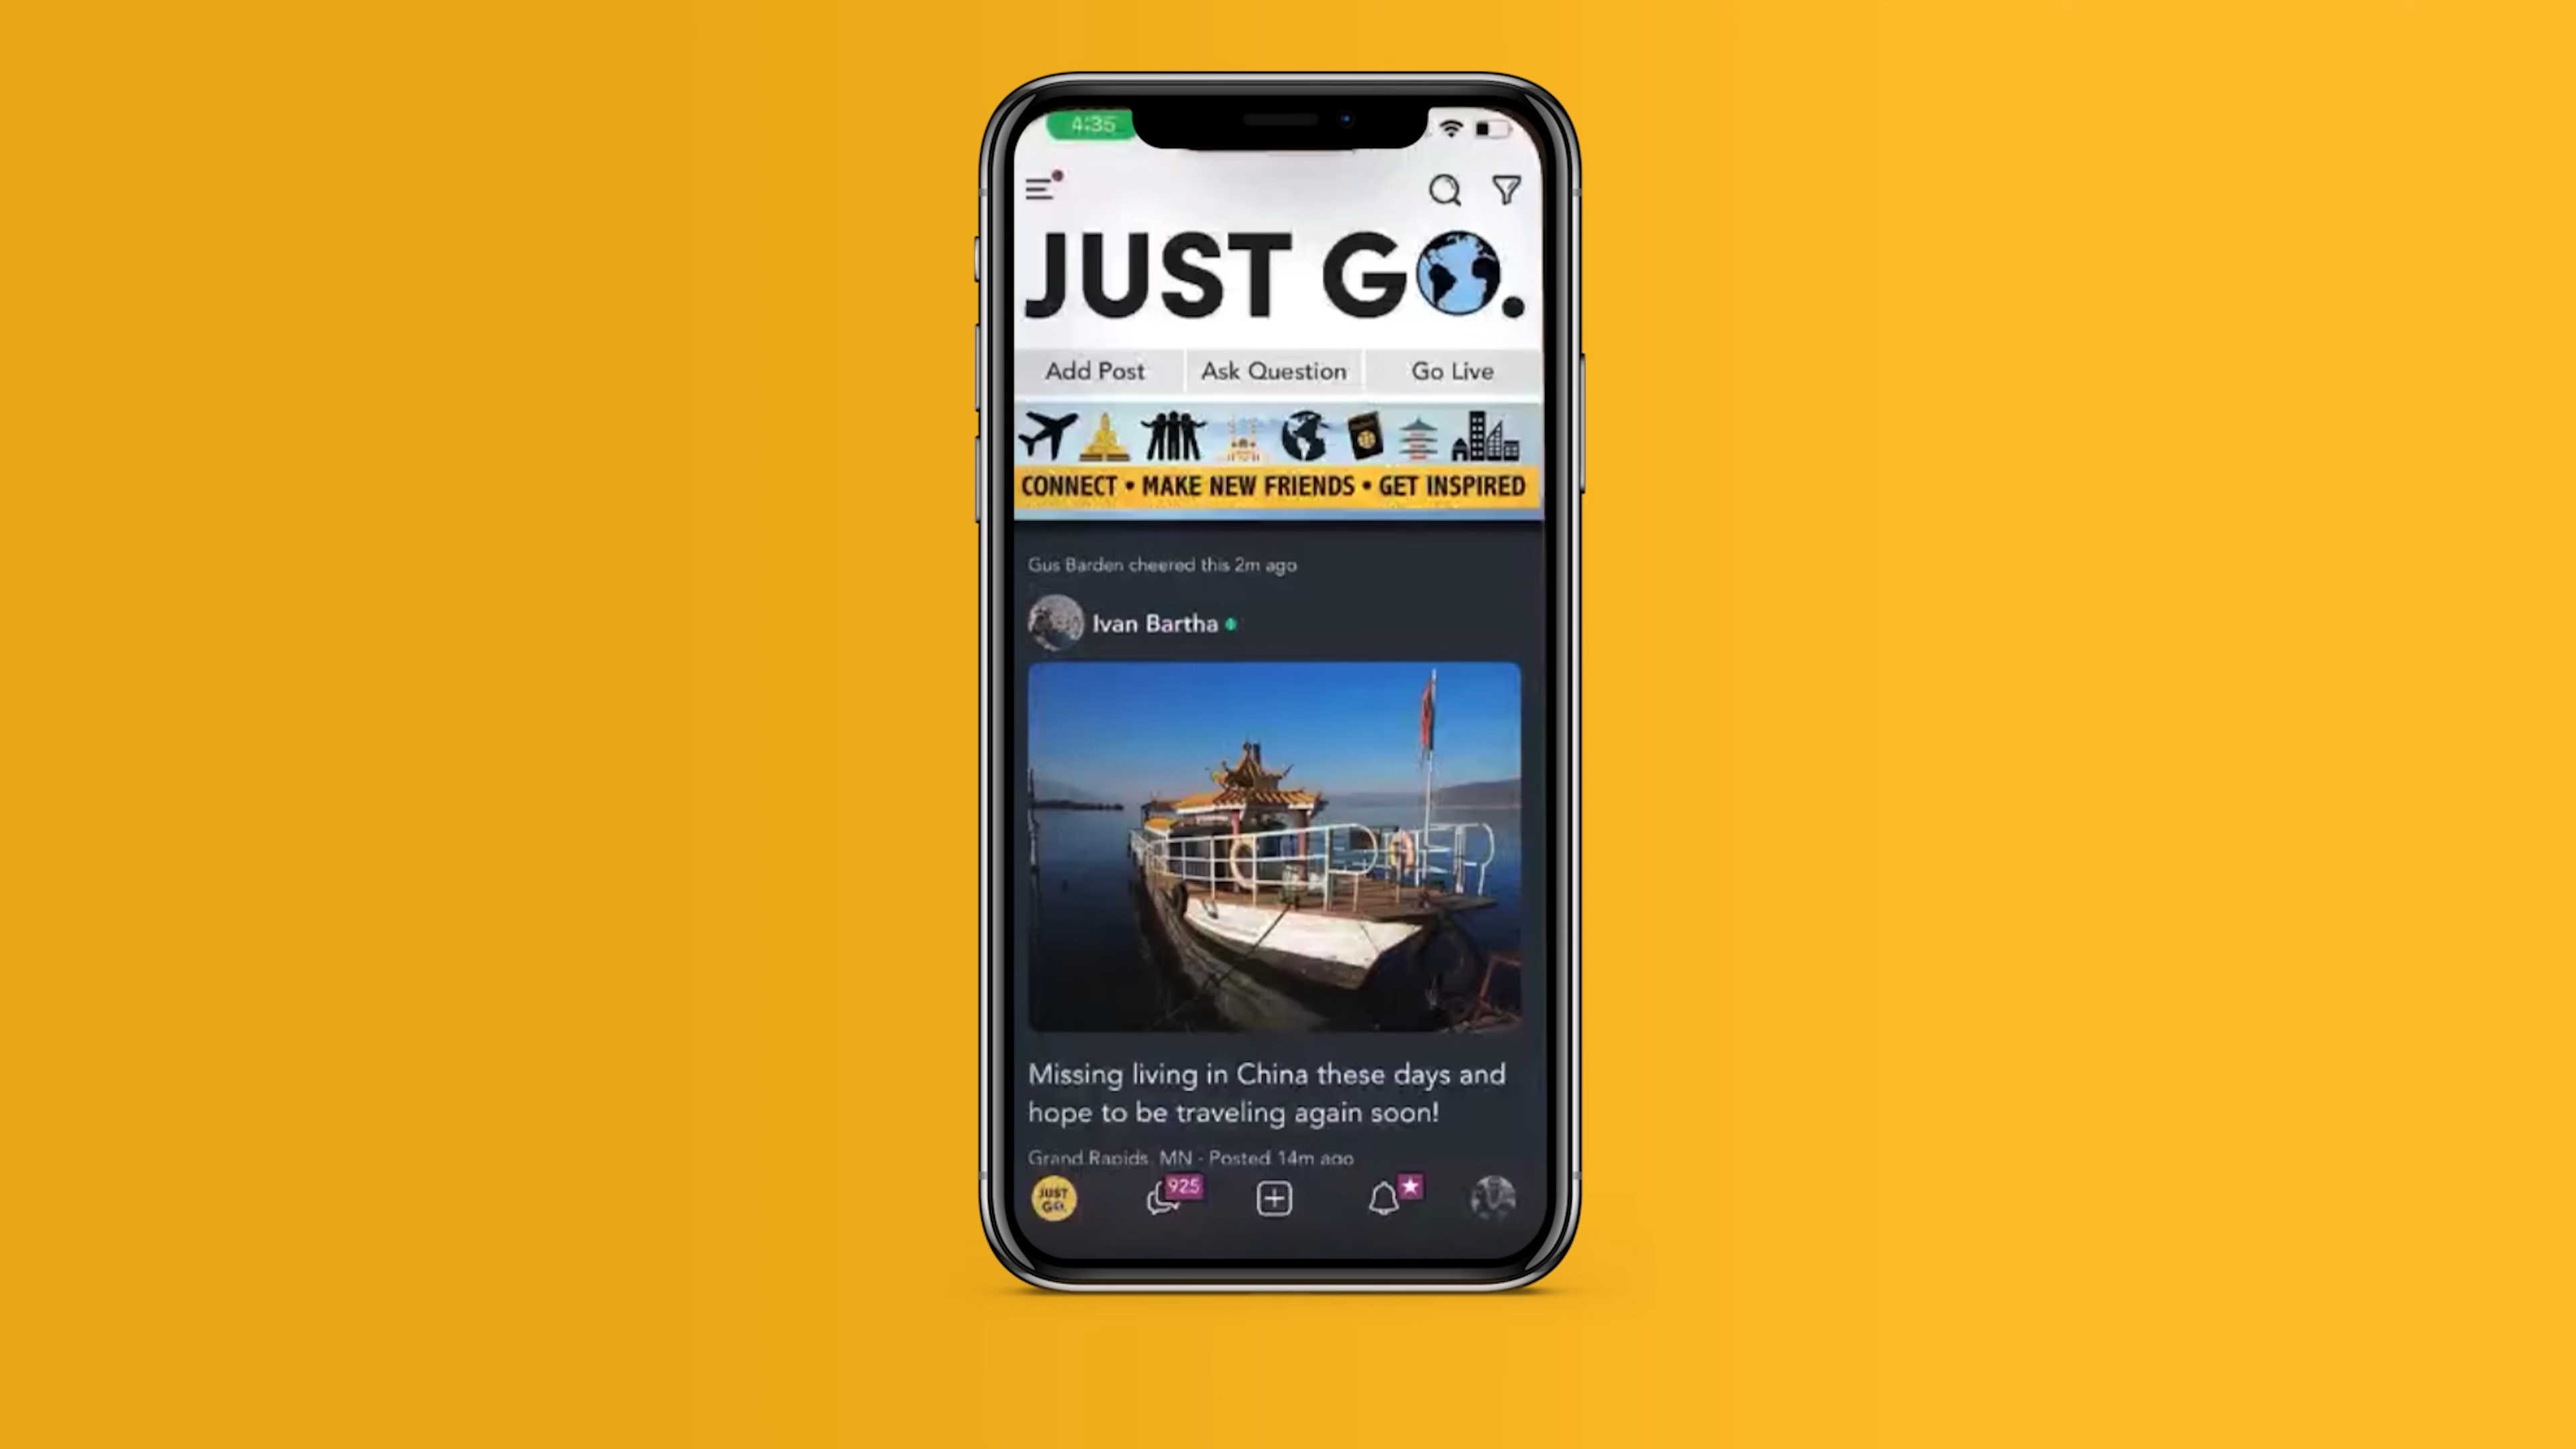 4:35
JUST GO.
Add Post
Ask Question
Go Live
CONNECT • MAKE NEW FRIENDS • GET INSPIRED
Gus Barden cheered this 2m ago
Ivan Bartha
Missing living in China these days and
hope to be traveling again soon!
Grand Rapids, MN · Posted 14m ago
JUST
GO.
925